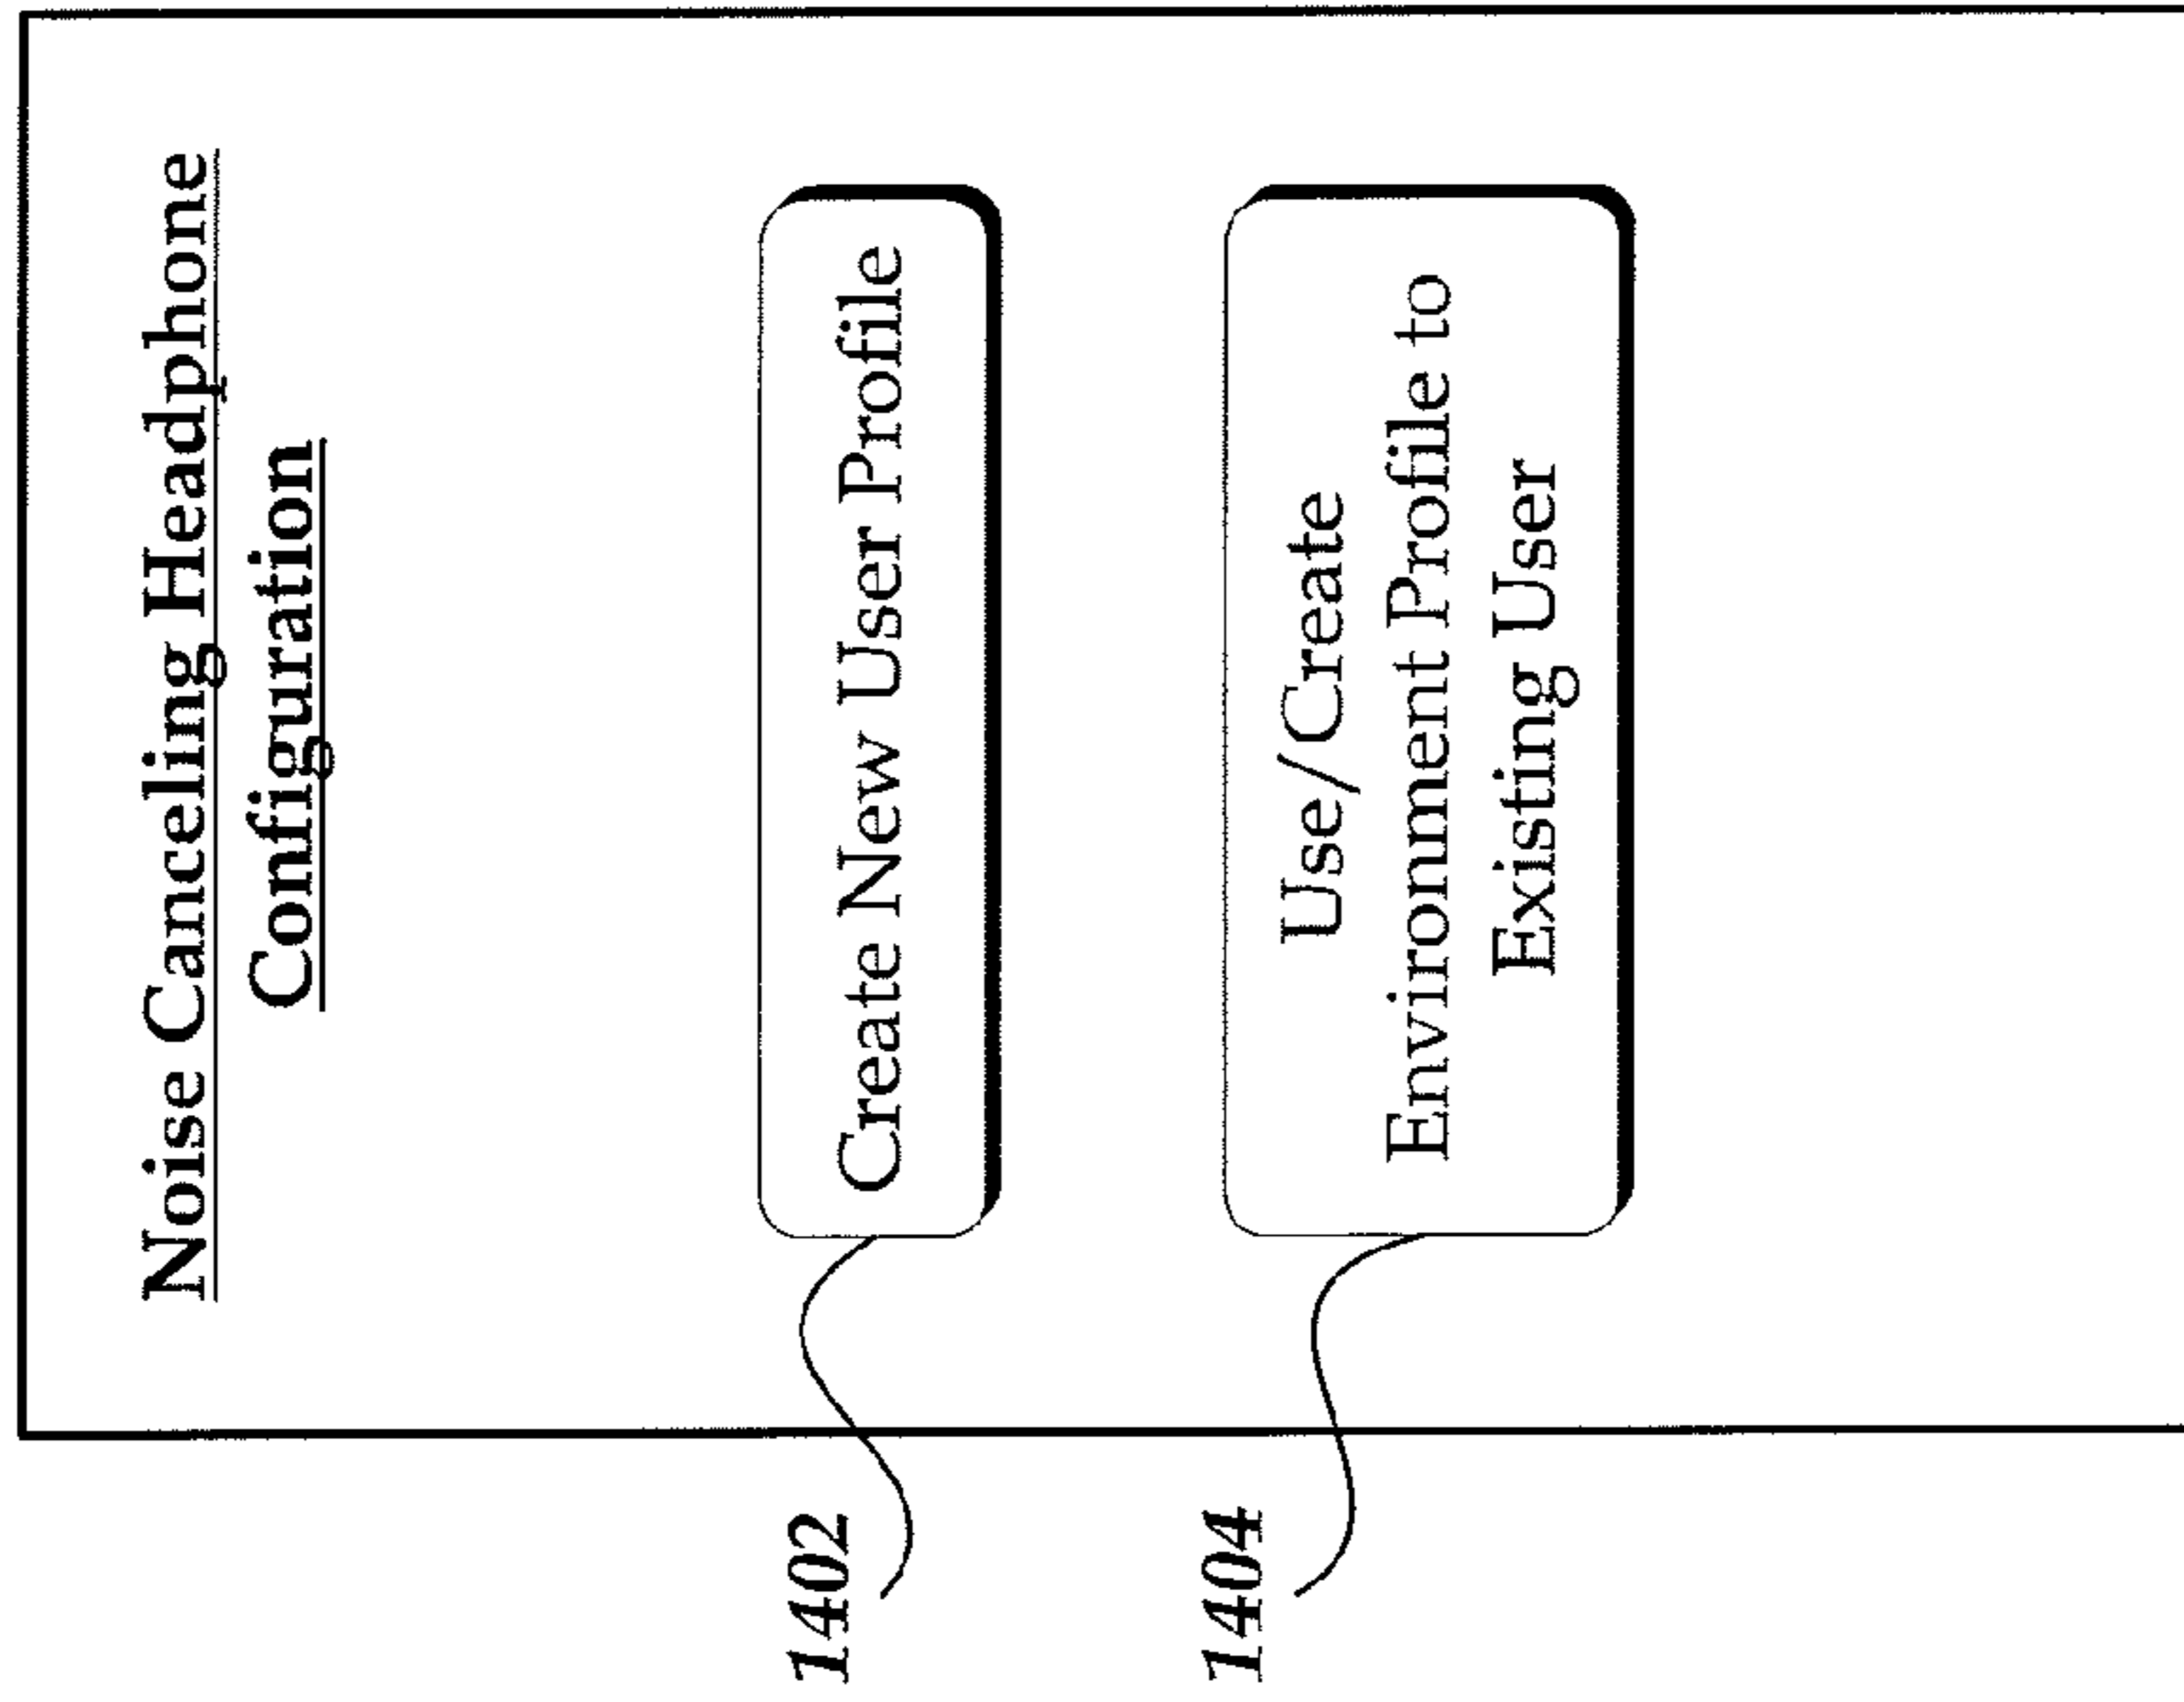 Noise Canceling Headphone
Configuration
1402
Create New User Profile
1404
Use/Create
Environment Profile to
Existing User